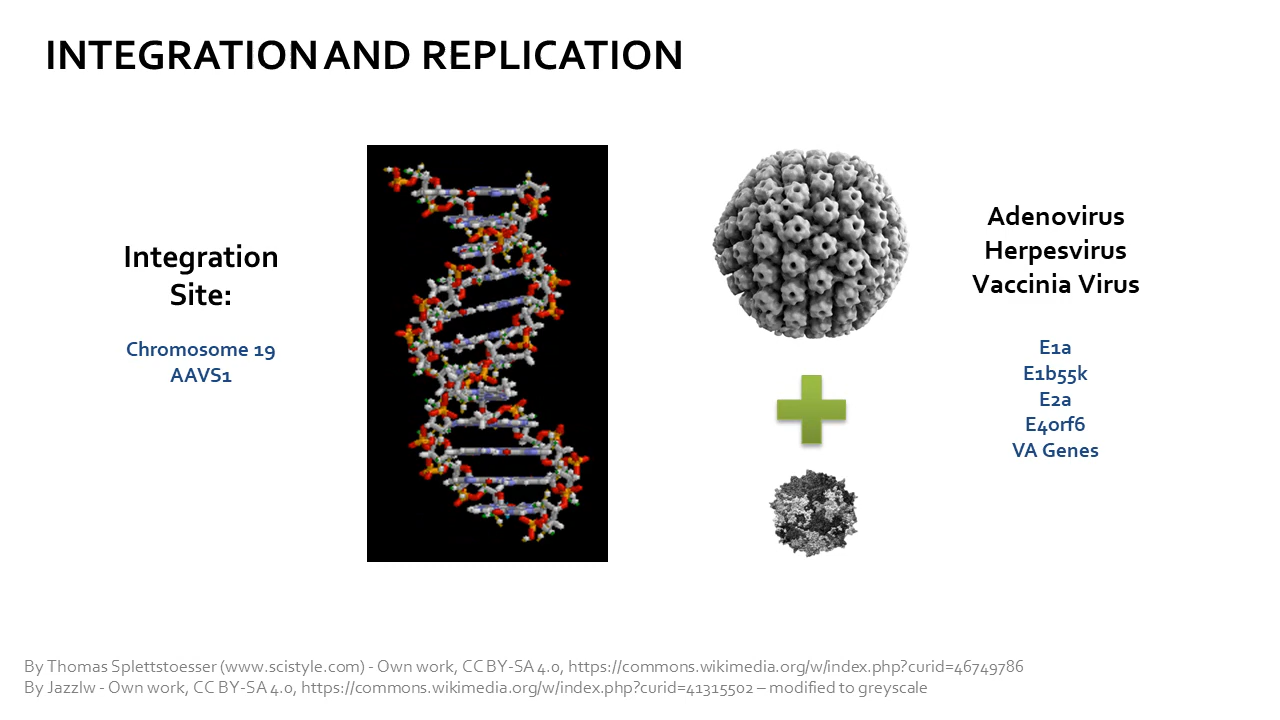 INTEGRATION AND REPLICATION
Integration
Site:
Chromosome 19
AAVS1
Adenovirus
Herpesvirus
Vaccinia Virus
E1a
E1b55k
E2a
E4orf6
VA Genes
By Thomas Splettstoesser (www.scistyle.com) - Own work, CC BY-SA 4.0, https://commons.wikimedia.org/w/index.php?curid=46749786
By Jazzlw - Own work, CC BY-SA 4.0, https://commons.wikimedia.org/w/index.php?curid=41315502 – modified to greyscale